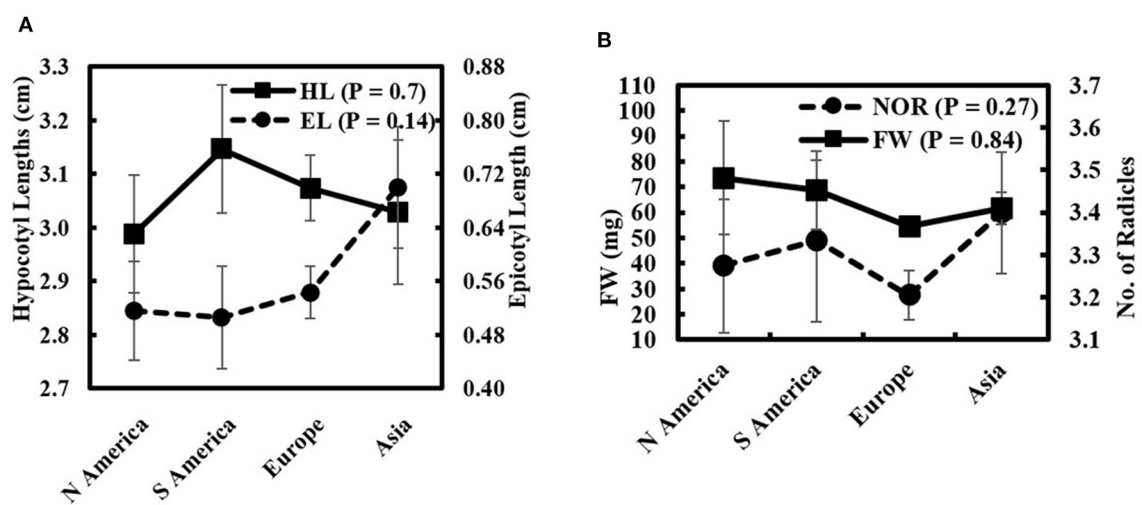 A
Hypocotyl Lengths (cm)
3.3
3.2
3.1
3.0
2.9
2.8
2.7
HL (P = 0.7)
EL (P = 0.14)
0.88
0.80
0.72
0.64
0.56
0.48
0.40
Epicotyl Length (cm)
N America
S America
Europe
Asia
B
FW (mg)
110
100
90
80
70
60
50
40
30
20
10
NOR (P = 0.27)
FW (P = 0.84)
3.7
3.6
3.5
3.4
3.3
3.2
3.1
No. of Radicles
N America
S America
Europe
Asia